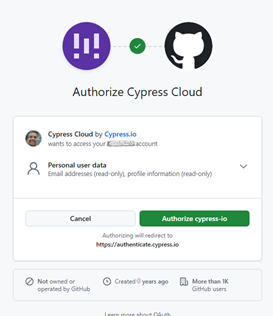 Authorize Cypress Cloud
Cypress Cloud by Cypress.io
wants to access your account
Personal user data
Email addresses (read-only), profile information (read-only)
Cancel
Authorize cypress-io
Authorizing will redirect to
https://authenticate.cypress.io
Not owned or
operated by GitHub
Created 9 years ago
More than 1K
GitHub users
Learn more about OAuth